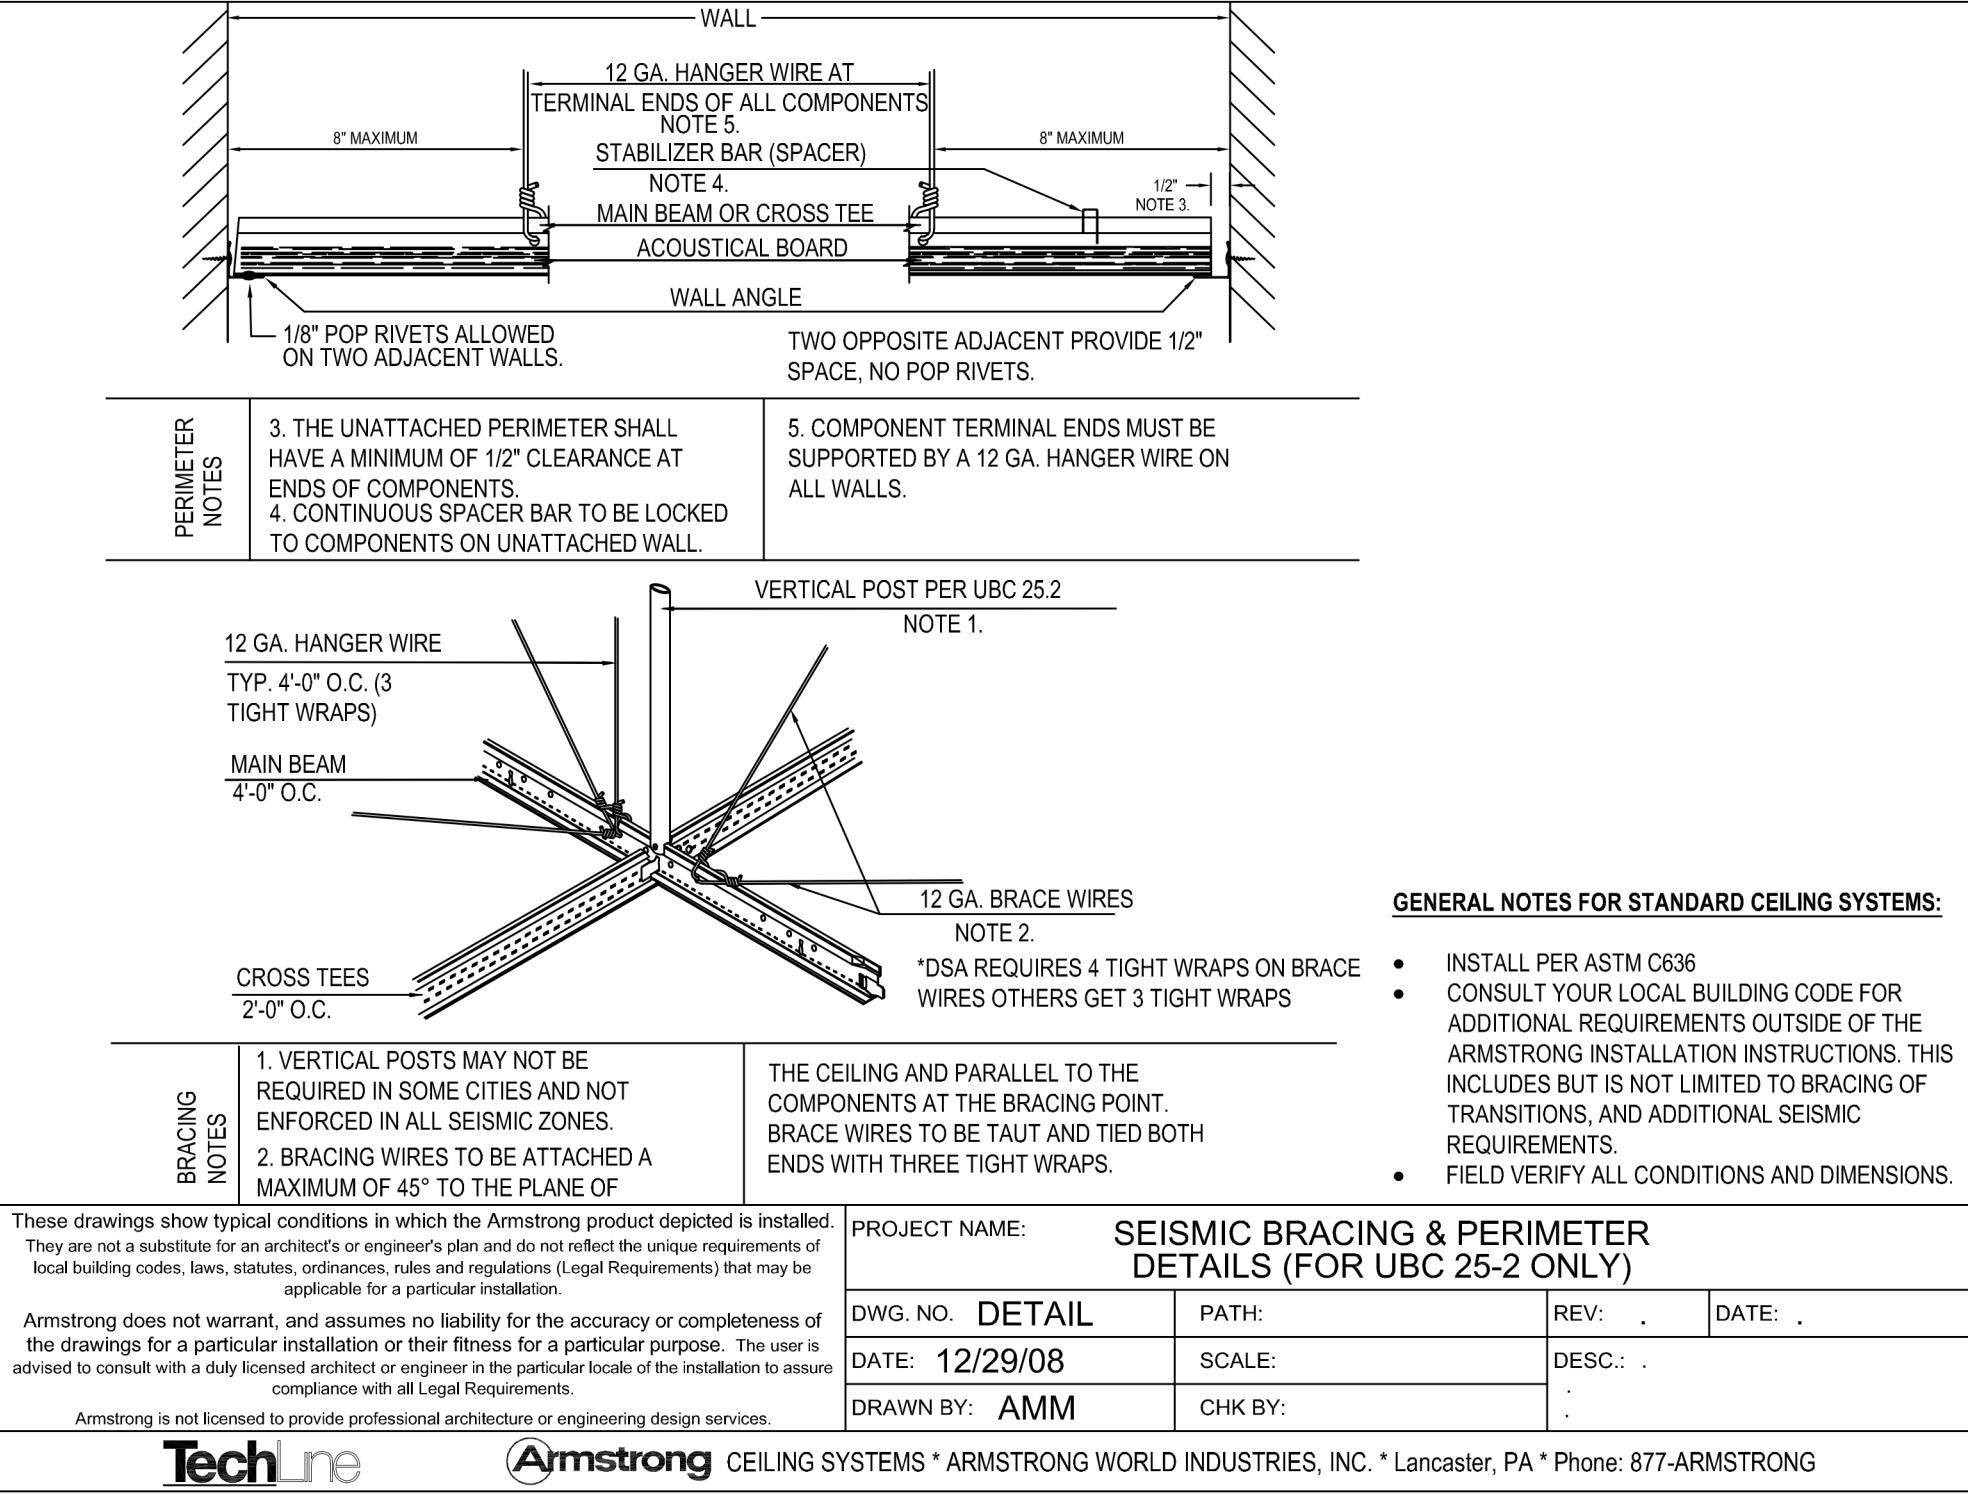 WALL
12 GA. HANGER WIRE AT
TERMINAL ENDS OF ALL COMPONENTS
NOTE 5.
8" MAXIMUM
8" MAXIMUM
STABILIZER BAR (SPACER)
NOTE 4.
1/2"
NOTE 3.
MAIN BEAM OR CROSS TEE
ACOUSTICAL BOARD
WALL ANGLE
1/8" POP RIVETS ALLOWED
ON TWO ADJACENT WALLS.
TWO OPPOSITE ADJACENT PROVIDE 1/2"
SPACE, NO POP RIVETS.
PERIMETER
NOTES
3. THE UNATTACHED PERIMETER SHALL
HAVE A MINIMUM OF 1/2" CLEARANCE AT
ENDS OF COMPONENTS.
4. CONTINUOUS SPACER BAR TO BE LOCKED
TO COMPONENTS ON UNATTACHED WALL.
5. COMPONENT TERMINAL ENDS MUST BE
SUPPORTED BY A 12 GA. HANGER WIRE ON
ALL WALLS.
VERTICAL POST PER UBC 25.2
NOTE 1.
12 GA. HANGER WIRE
TYP. 4'-0" O.C. (3
TIGHT WRAPS)
MAIN BEAM
4'-0" O.C.
12 GA. BRACE WIRES
NOTE 2.
*DSA REQUIRES 4 TIGHT WRAPS ON BRACE
WIRES OTHERS GET 3 TIGHT WRAPS
CROSS TEES
2'-0" O.C.
GENERAL NOTES FOR STANDARD CEILING SYSTEMS:
• INSTALL PER ASTM C636
• CONSULT YOUR LOCAL BUILDING CODE FOR
ADDITIONAL REQUIREMENTS OUTSIDE OF THE
ARMSTRONG INSTALLATION INSTRUCTIONS. THIS
INCLUDES BUT IS NOT LIMITED TO BRACING OF
TRANSITIONS, AND ADDITIONAL SEISMIC
REQUIREMENTS.
• FIELD VERIFY ALL CONDITIONS AND DIMENSIONS.
BRACING
NOTES
1. VERTICAL POSTS MAY NOT BE
REQUIRED IN SOME CITIES AND NOT
ENFORCED IN ALL SEISMIC ZONES.
2. BRACING WIRES TO BE ATTACHED A
MAXIMUM OF 45° TO THE PLANE OF
THE CEILING AND PARALLEL TO THE
COMPONENTS AT THE BRACING POINT.
BRACE WIRES TO BE TAUT AND TIED BOTH
ENDS WITH THREE TIGHT WRAPS.
These drawings show typical conditions in which the Armstrong product depicted is installed.
They are not a substitute for an architect's or engineer's plan and do not reflect the unique requirements of
local building codes, laws, statutes, ordinances, rules and regulations (Legal Requirements) that may be
applicable for a particular installation.
Armstrong does not warrant, and assumes no liability for the accuracy or completeness of
the drawings for a particular installation or their fitness for a particular purpose. The user is
advised to consult with a duly licensed architect or engineer in the particular locale of the installation to assure
compliance with all Legal Requirements.
Armstrong is not licensed to provide professional architecture or engineering design services.
PROJECT NAME:
SEISMIC BRACING & PERIMETER
DETAILS (FOR UBC 25-2 ONLY)
DWG. NO. DETAIL
PATH:
REV: .
DATE: .
DATE: 12/29/08
SCALE:
DESC.: .
.
.
DRAWN BY: AMM
CHK BY:
TechLine
Armstrong CEILING SYSTEMS * ARMSTRONG WORLD INDUSTRIES, INC. * Lancaster, PA * Phone: 877-ARMSTRONG